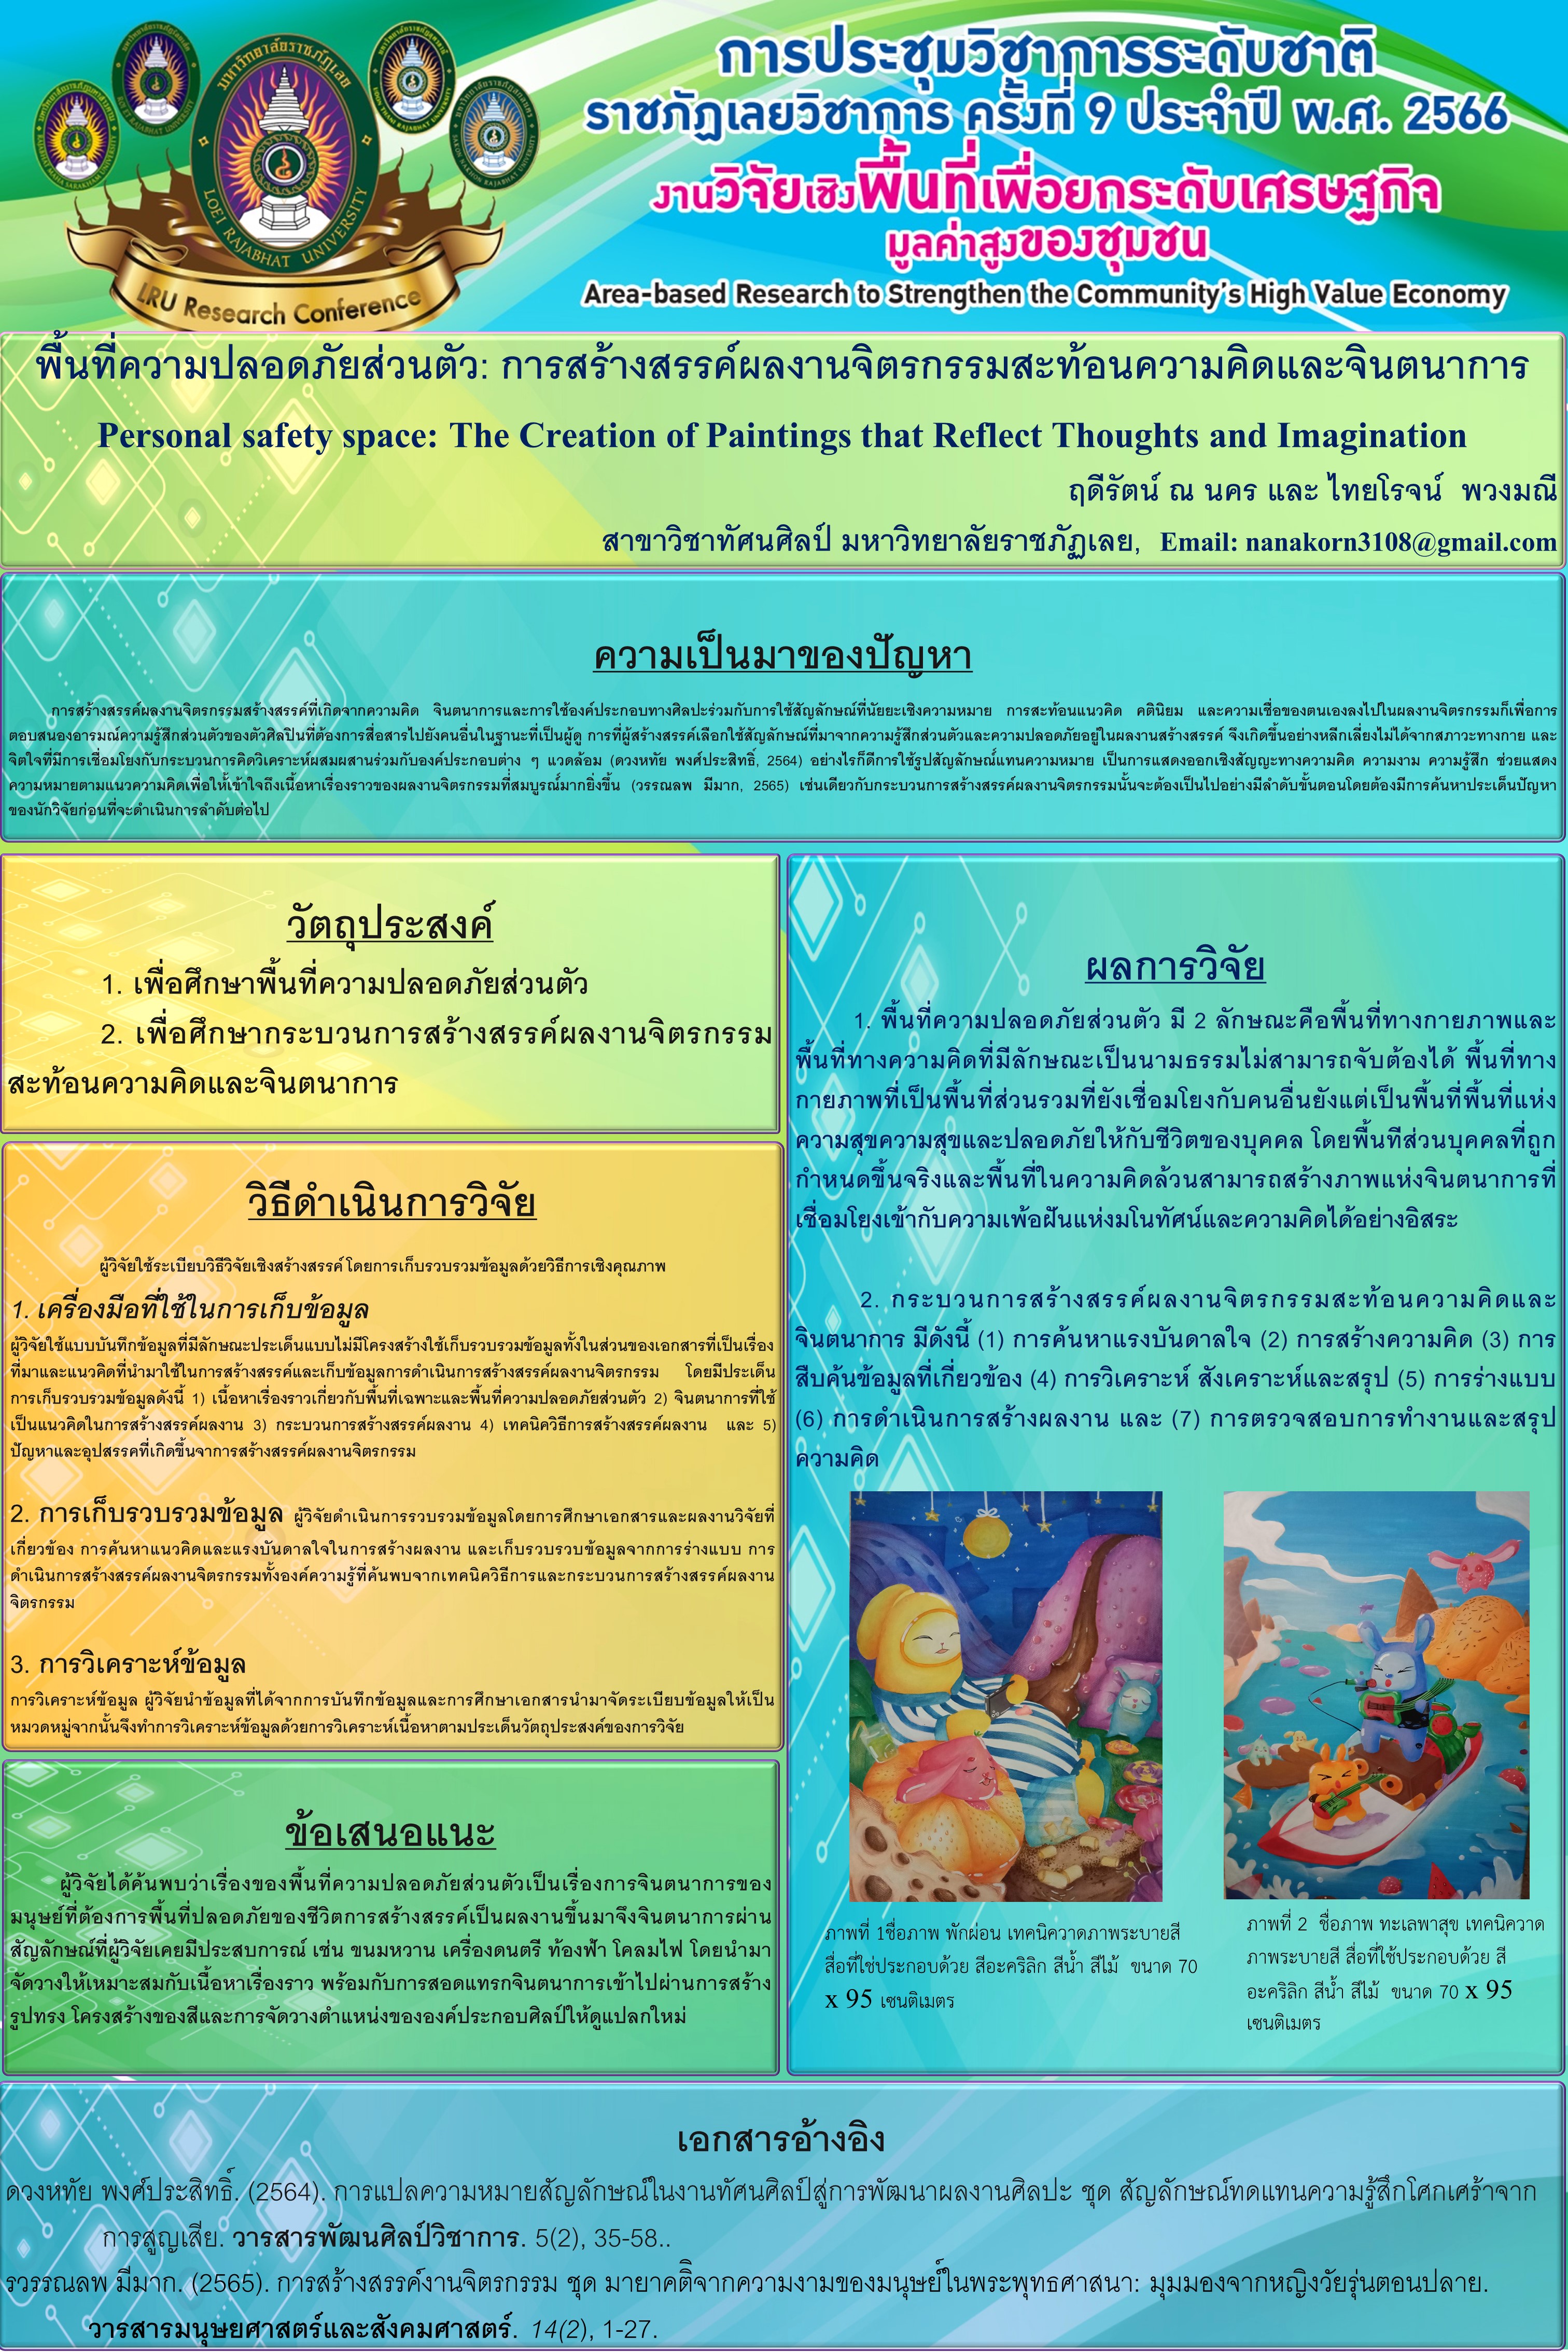 มหาวิทยาลัยราชภัฏเลย
LOEI RAJABHAT UNIVERSITY
LRU Research Conference
การประชุมวิชาการระดับชาติ
ราชภัฏเลยวิชาการ ครั้งที่ 9 ประจำปี พ.ศ. 2566
งานวิจัยเชิงพื้นที่เพื่อยกระดับเศรษฐกิจ
มูลค่าสูงของชุมชน
Area-based Research to Strengthen the Community's High Value Economy
พื้นที่ความปลอดภัยส่วนตัว: การสร้างสรรค์ผลงานจิตรกรรมสะท้อนความคิดและจินตนาการ
Personal safety space: The Creation of Paintings that Reflect Thoughts and Imagination
ฤดีรัตน์ ณ นคร และ ไทยโรจน์ พวงมณี
สาขาวิชาทัศนศิลป์ มหาวิทยาลัยราชภัฏเลย, Email: nanakorn3108@gmail.com
ความเป็นมาของปัญหา
การสร้างสรรค์ผลงานจิตรกรรมสร้างสรรค์ที่เกิดจากความคิด จินตนาการและการใช้องค์ประกอบทางศิลปะร่วมกับการใช้สัญลักษณ์ที่นัยยะเชิงความหมาย การสะท้อนแนวคิด คตินิยม และความเชื่อของตนเองลงไปในผลงานจิตรกรรมก็เพื่อการ
ตอบสนองอารมณ์ความรู้สึกส่วนตัวของตัวศิลปินที่ต้องการสื่อสารไปยังคนอื่นในฐานะที่เป็นผู้ดู การที่ผู้สร้างสรรค์เลือกใช้สัญลักษณ์ที่มาจากความรู้สึกส่วนตัวและความปลอดภัยอยู่ในผลงานสร้างสรรค์ จึงเกิดขึ้นอย่างหลีกเลี่ยงไม่ได้จากสภาวะทางกาย และ
จิตใจที่มีการเชื่อมโยงกับกระบวนการคิดวิเคราะห์ผสมผสานร่วมกับองค์ประกอบต่าง ๆ แวดล้อม (ดวงหทัย พงศ์ประสิทธิ์, 2564) อย่างไรก็ดีการใช้รูปสัญลักษณ์แทนความหมาย เป็นการแสดงออกเชิงสัญญะทางความคิด ความงาม ความรู้สึก ช่วยแสดง
ความหมายตามแนวความคิดเพื่อให้เข้าใจถึงเนื้อหาเรื่องราวของผลงานจิตรกรรมที่สมบูรณ์มากยิ่งขึ้น (วรรณลพ มีมาก, 2565) เช่นเดียวกับกระบวนการสร้างสรรค์ผลงานจิตรกรรมนั้นจะต้องเป็นไปอย่างมีลำดับขั้นตอนโดยต้องมีการค้นหาประเด็นปัญหา
ของนักวิจัยก่อนที่จะดำเนินการลำดับต่อไป
วัตถุประสงค์
1. เพื่อศึกษาพื้นที่ความปลอดภัยส่วนตัว
2. เพื่อศึกษากระบวนการสร้างสรรค์ผลงานจิตรกรรม
สะท้อนความคิดและจินตนาการ
วิธีดำเนินการวิจัย
ผู้วิจัยใช้ระเบียบวิธีวิจัยเชิงสร้างสรรค์ โดยการเก็บรวบรวมข้อมูลด้วยวิธีการเชิงคุณภาพ
1. เครื่องมือที่ใช้ในการเก็บข้อมูล
ผู้วิจัยใช้แบบบันทึกข้อมูลที่มีลักษณะประเด็นแบบไม่มีโครงสร้างใช้เก็บรวบรวมข้อมูลทั้งในส่วนของเอกสารที่เป็นเรื่อง
ที่มาและแนวคิดที่นำมาใช้ในการสร้างสรรค์และเก็บข้อมูลการดำเนินการสร้างสรรค์ผลงานจิตรกรรม โดยมีประเด็น
การเก็บรวบรวมข้อมูลดังนี้ 1) เนื้อหาเรื่องราวเกี่ยวกับพื้นที่เฉพาะและพื้นที่ความปลอดภัยส่วนตัว 2) จินตนาการที่ใช้
เป็นแนวคิดในการสร้างสรรค์ผลงาน 3) กระบวนการสร้างสรรค์ผลงาน 4) เทคนิควิธีการสร้างสรรค์ผลงาน และ 5)
ปัญหาและอุปสรรคที่เกิดขึ้นจาการสร้างสรรค์ผลงานจิตรกรรม
2. การเก็บรวบรวมข้อมูล ผู้วิจัยดำเนินการรวบรวมข้อมูลโดยการศึกษาเอกสารและผลงานวิจัยที่
เกี่ยวข้อง การค้นหาแนวคิดและแรงบันดาลใจในการสร้างผลงาน และเก็บรวบรวบข้อมูลจากการร่างแบบ การ
ดำเนินการสร้างสรรค์ผลงานจิตรกรรมทั้งองค์ความรู้ที่ค้นพบจากเทคนิควิธีการและกระบวนการสร้างสรรค์ผลงาน
จิตรกรรม
3. การวิเคราะห์ข้อมูล
การวิเคราะห์ข้อมูล ผู้วิจัยนำข้อมูลที่ได้จากการบันทึกข้อมูลและการศึกษาเอกสารนำมาจัดระเบียบข้อมูลให้เป็น
หมวดหมู่จากนั้นจึงทำการวิเคราะห์ข้อมูลด้วยการวิเคราะห์เนื้อหาตามประเด็นวัตถุประสงค์ของการวิจัย
ข้อเสนอแนะ
ผู้วิจัยได้ค้นพบว่าเรื่องของพื้นที่ความปลอดภัยส่วนตัวเป็นเรื่องการจินตนาการของ
มนุษย์ที่ต้องการพื้นที่ปลอดภัยของชีวิตการสร้างสรรค์เป็นผลงานขึ้นมาจึงจินตนาการผ่าน
สัญลักษณ์ที่ผู้วิจัยเคยมีประสบการณ์ เช่น ขนมหวาน เครื่องดนตรี ท้องฟ้า โคลมไฟ โดยนำมา
จัดวางให้เหมาะสมกับเนื้อหาเรื่องราว พร้อมกับการสอดแทรกจินตนาการเข้าไปผ่านการสร้าง
รูปทรง โครงสร้างของสีและการจัดวางตำแหน่งขององค์ประกอบศิลป์ให้ดูแปลกใหม่
ผลการวิจัย
1. พื้นที่ความปลอดภัยส่วนตัว มี 2 ลักษณะคือพื้นที่ทางกายภาพและ
พื้นที่ทางความคิดที่มีลักษณะเป็นนามธรรมไม่สามารถจับต้องได้ พื้นที่ทาง
กายภาพที่เป็นพื้นที่ส่วนรวมที่ยังเชื่อมโยงกับคนอื่นยังแต่เป็นพื้นที่พื้นที่แห่ง
ความสุขความสุขและปลอดภัยให้กับชีวิตของบุคคล โดยพื้นทีส่วนบุคคลที่ถูก
กำหนดขึ้นจริงและพื้นที่ในความคิดล้วนสามารถสร้างภาพแห่งจินตนาการที่
เชื่อมโยงเข้ากับความเพ้อฝันแห่งมโนทัศน์และความคิดได้อย่างอิสระ
2. กระบวนการสร้างสรรค์ผลงานจิตรกรรมสะท้อนความคิดและ
จินตนาการ มีดังนี้ (1) การค้นหาแรงบันดาลใจ (2) การสร้างความคิด (3) การ
สืบค้นข้อมูลที่เกี่ยวข้อง (4) การวิเคราะห์ สังเคราะห์และสรุป (5) การร่างแบบ
(6) การดำเนินการสร้างผลงาน และ (7) การตรวจสอบการทำงานและสรุป
ความคิด
ภาพที่ 1ชื่อภาพ พักผ่อน เทคนิควาดภาพระบายสี
สื่อที่ใช่ประกอบด้วย สีอะคริลิก สีน้ำ สีไม้ ขนาด 70
x 95 เซนติเมตร
ภาพที่ 2 ชื่อภาพ ทะเลพาสุข เทคนิควาด
ภาพระบายสี สื่อที่ใช้ประกอบด้วย สี
อะคริลิก สีน้ำ สีไม้ ขนาด 70 x 95
เซนติเมตร
เอกสารอ้างอิง
ดวงหทัย พงศ์ประสิทธิ์. (2564). การแปลความหมายสัญลักษณ์ในงานทัศนศิลป์สู่การพัฒนาผลงานศิลปะ ชุด สัญลักษณ์ทดแทนความรู้สึกโศกเศร้าจาก
การสูญเสีย. วารสารพัฒนศิลป์วิชาการ. 5(2), 35-58..
รวรรณลพ มีมาก. (2565). การสร้างสรรค์งานจิตรกรรม ชุด มายาคติจากความงามของมนุษย์ในพระพุทธศาสนา: มุมมองจากหญิงวัยรุ่นตอนปลาย.
วารสารมนุษยศาสตร์และสังคมศาสตร์. 14(2), 1-27.